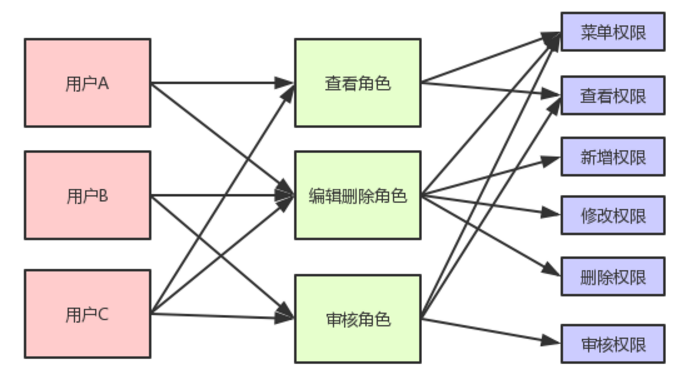 用户A
用户B
用户C
查看角色
编辑删除角色
审核角色
菜单权限
查看权限
新增权限
修改权限
删除权限
审核权限